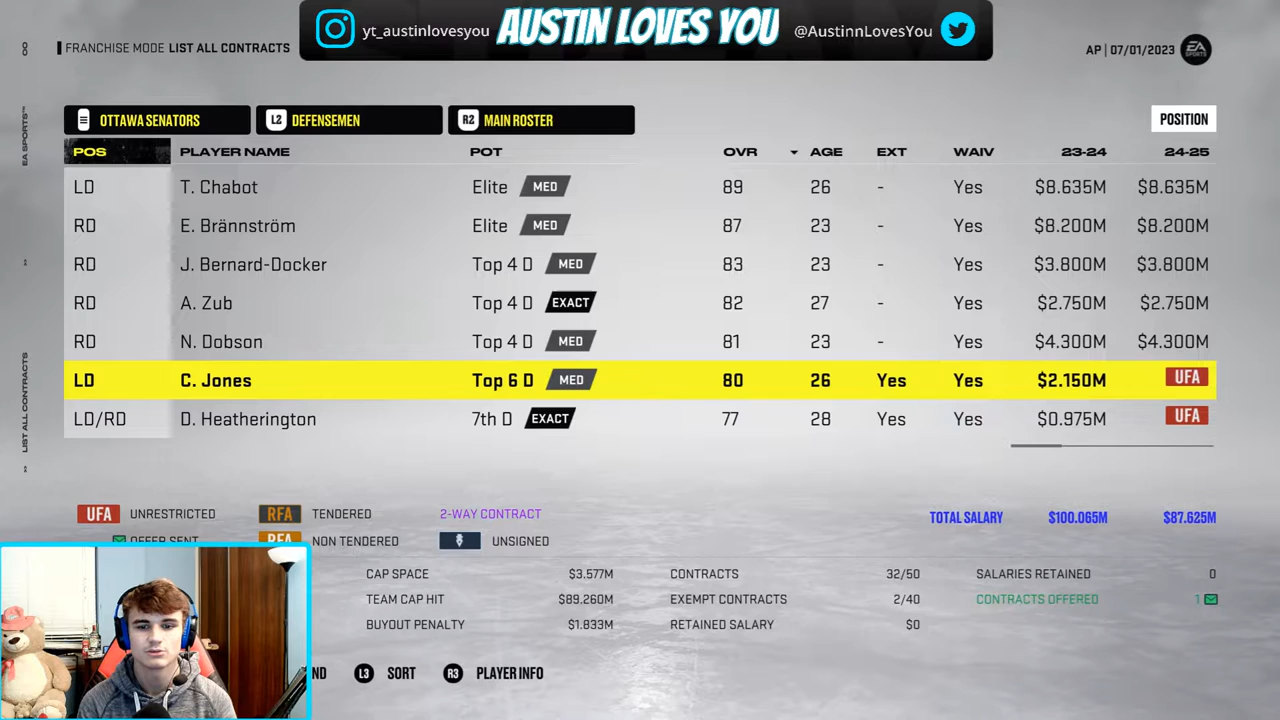 yt_austinlovesyou AUSTIN LOVES YOU @AustinnLovesYou
FRANCHISE MODE LIST ALL CONTRACTS
AP | 07/01/2023 EA SPORTS
EA SPORTS™
LIST ALL CONTRACTS
OTTAWA SENATORS L2 DEFENSEMEN R2 MAIN ROSTER POSITION
POS PLAYER NAME POT OVR AGE EXT WAIV 23-24 24-25
LD T. Chabot Elite MED 89 26 - Yes $8.635M $8.635M
RD E. Brännström Elite MED 87 23 - Yes $8.200M $8.200M
RD J. Bernard-Docker Top 4 D MED 83 23 - Yes $3.800M $3.800M
RD A. Zub Top 4 D EXACT 82 27 - Yes $2.750M $2.750M
RD N. Dobson Top 4 D MED 81 23 - Yes $4.300M $4.300M
LD C. Jones Top 6 D MED 80 26 Yes Yes $2.150M UFA
LD/RD D. Heatherington 7th D EXACT 77 28 Yes Yes $0.975M UFA
UFA UNRESTRICTED RFA TENDERED 2-WAY CONTRACT TOTAL SALARY $100.065M $87.625M
OFFER SENT RFA NON TENDERED UNSIGNED
CAP SPACE $3.577M CONTRACTS 32/50 SALARIES RETAINED 0
TEAM CAP HIT $89.260M EXEMPT CONTRACTS 2/40 CONTRACTS OFFERED 1
BUYOUT PENALTY $1.833M RETAINED SALARY $0
ND L3 SORT R3 PLAYER INFO